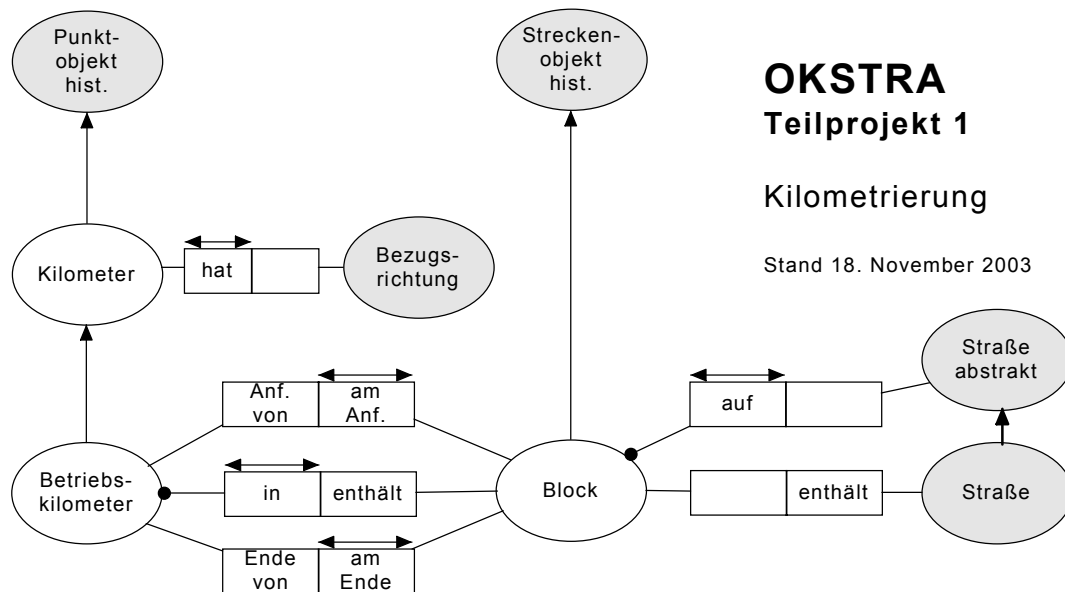 Punkt-
objekt
hist.
Strecken-
objekt
hist.
OKSTRA
Teilprojekt 1
Kilometrierung
Stand 18. November 2003
Kilometer
hat
Bezugs-
richtung
Straße
abstrakt
Anf.
von
am
Anf.
auf
Betriebs-
kilometer
in
enthält
Block
enthält
Straße
Ende
von
am
Ende